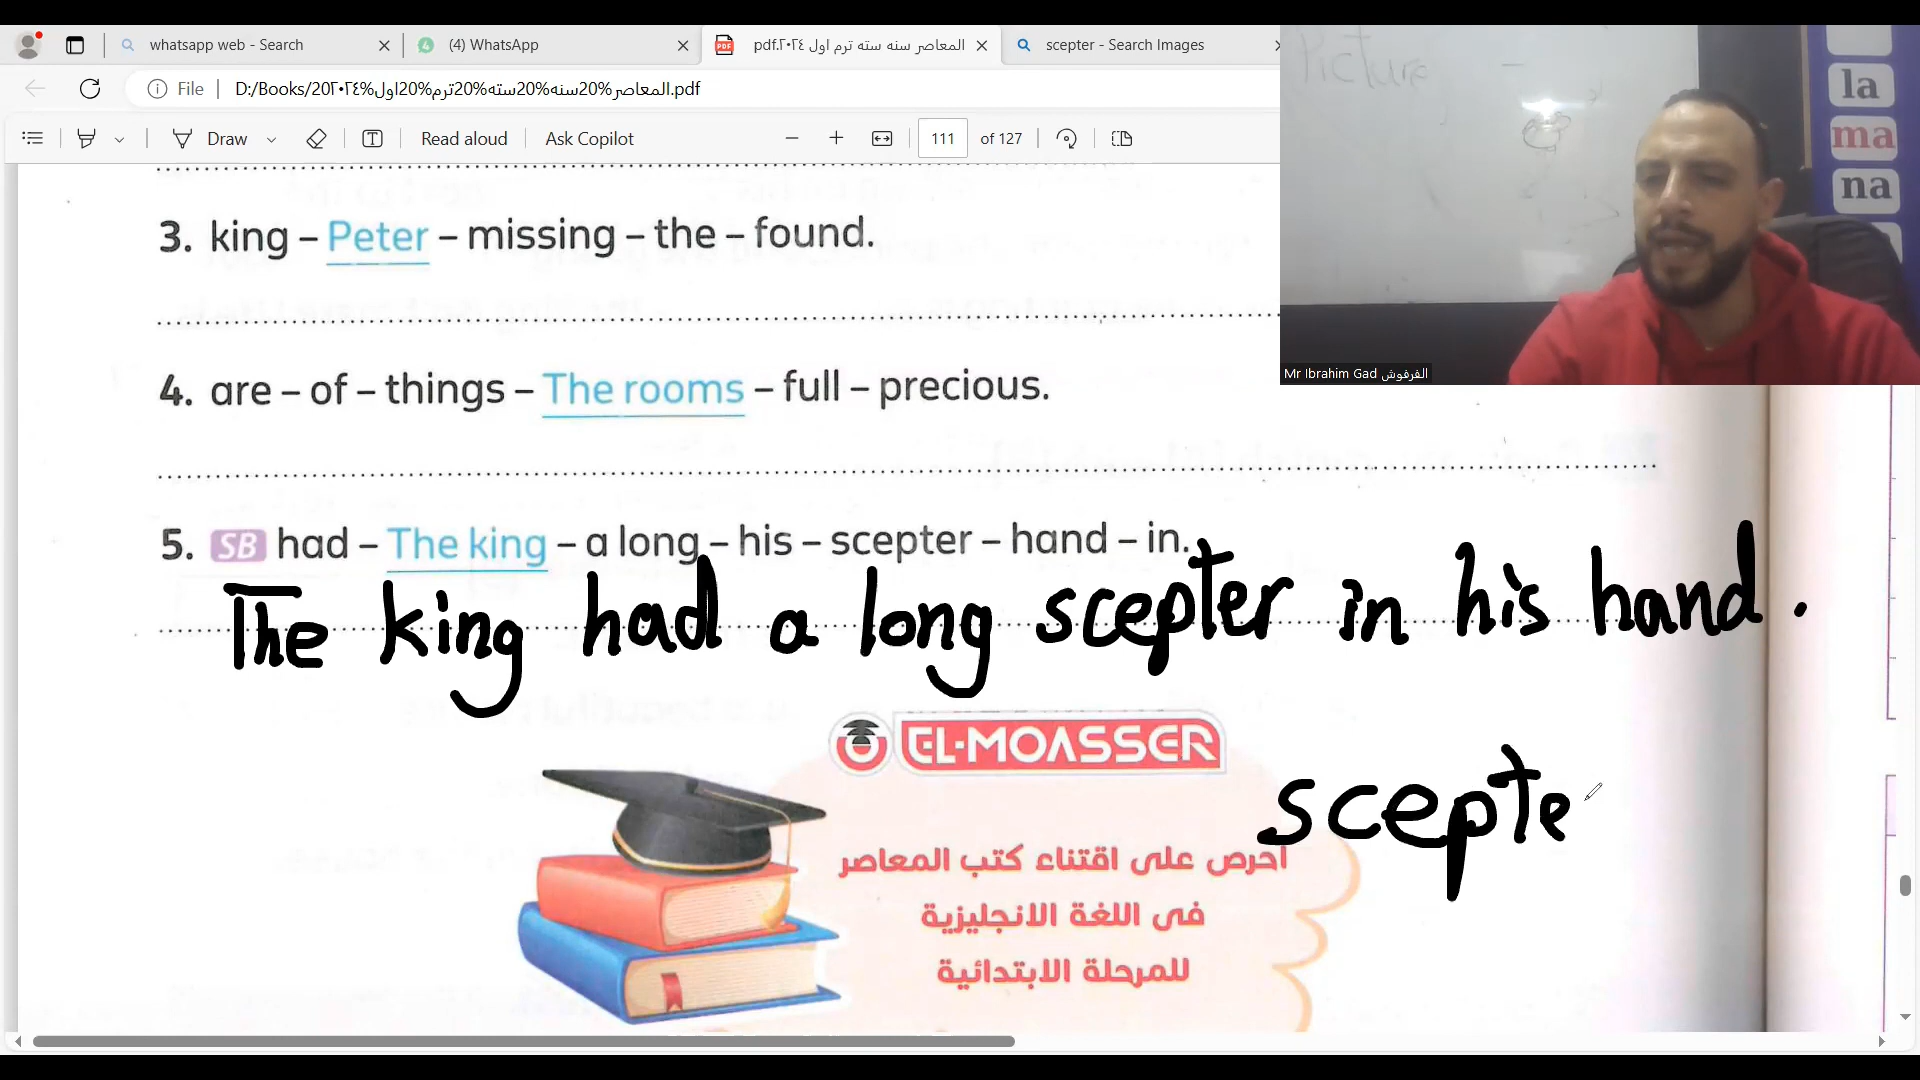 whatsapp web - Search
(4) WhatsApp
المعاصر سنه سته ترم اول ٢٠٢٤.pdf
scepter - Search Images
File
D:/Books/20٢٠٢٤%اول%20ترم%20سته%20سنه%20المعاصر.pdf
Draw
Read aloud
Ask Copilot
111
of 127
Picture
la
ma
na
3. king – Peter – missing – the – found.
Mr Ibrahim Gad الفرفوش
4. are – of – things – The rooms – full – precious.
5. SB had – The king – a long – his – scepter – hand – in.
The king had a long scepter in his hand.
EL-MOASSER
scepte
احرص على اقتناء كتب المعاصر
فى اللغة الانجليزية
للمرحلة الابتدائية